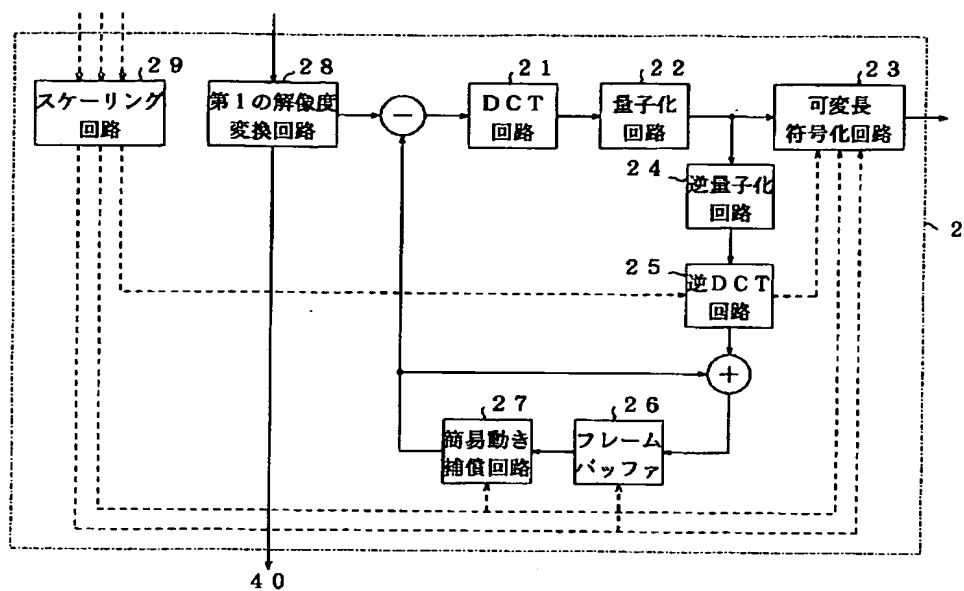 29
スケーリング
回路
28
第1の解像度
変換回路
−
21
DCT
回路
22
量子化
回路
23
可変長
符号化回路
24
逆量子化
回路
2
25
逆DCT
回路
+
27
簡易動き
補償回路
26
フレーム
バッファ
40